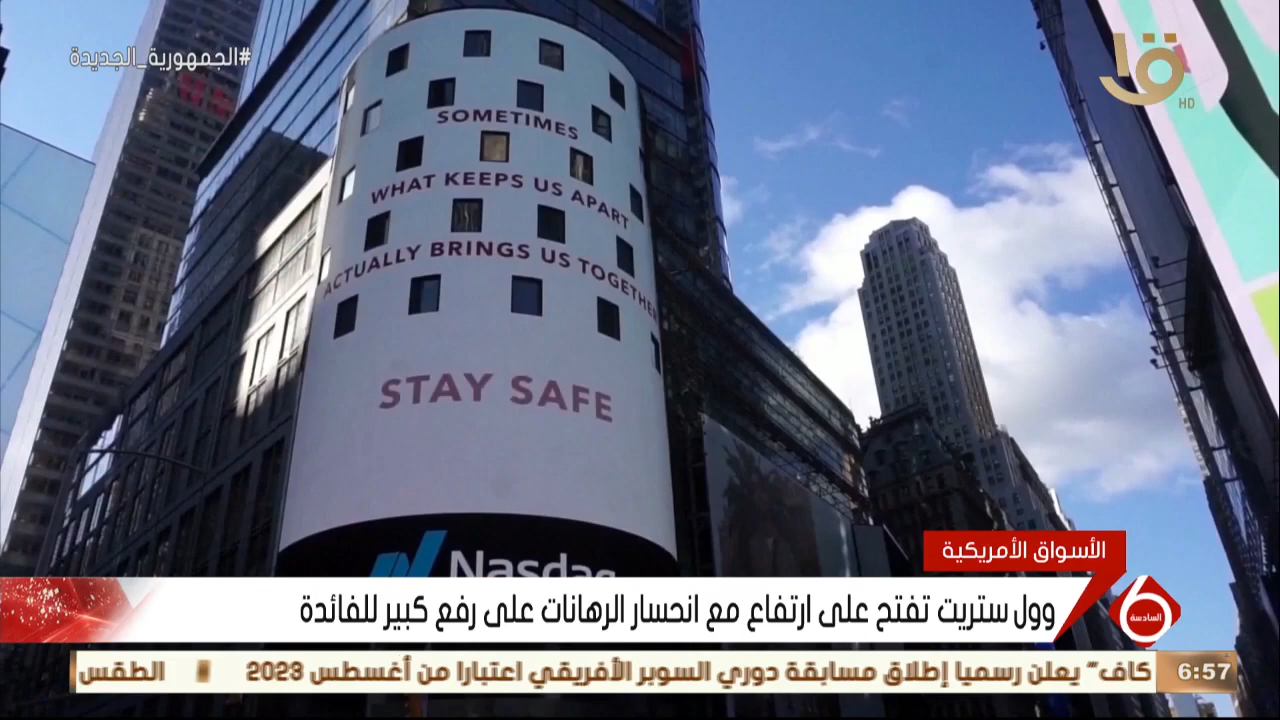 #الجمهورية_الجديدة
HD
SOMETIMES
WHAT KEEPS US APART
ACTUALLY BRINGS US TOGETHER
STAY SAFE
Nasdaq
الأسواق الأمريكية
وول ستريت تفتح على ارتفاع مع انحسار الرهانات على رفع كبير للفائدة
السادسة
6:57
كاف" يعلن رسميا إطلاق مسابقة دوري السوبر الأفريقي اعتبارا من أغسطس 2023
الطقس